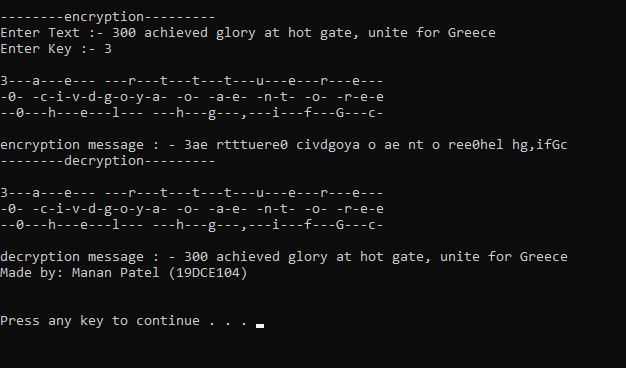 --------encryption---------
Enter Text :- 300 achieved glory at hot gate, unite for Greece
Enter Key :- 3
3---a---e--- ---r---t---t---t---u---e---r---e---
-0- -c-i-v-d-g-o-y-a- -o- -a-e- -n-t- -o- -r-e-e
--0---h---e---l--- ---h---g---,---i---f---G---c-
encryption message : - 3ae rtttuere0 civdgoya o ae nt o ree0hel hg,ifGc
--------decryption---------
3---a---e--- ---r---t---t---t---u---e---r---e---
-0- -c-i-v-d-g-o-y-a- -o- -a-e- -n-t- -o- -r-e-e
--0---h---e---l--- ---h---g---,---i---f---G---c-
decryption message : - 300 achieved glory at hot gate, unite for Greece
Made by: Manan Patel (19DCE104)
Press any key to continue . . .